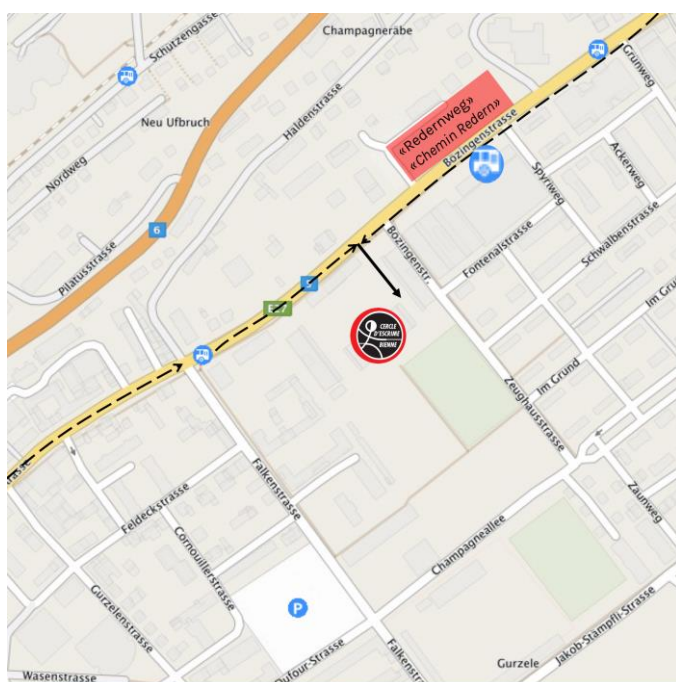 Champagnerabe
Schützengasse
Haldenstrasse
Grünweg
Neu Ufbruch
«Redernweg»
«Chemin Redern»
Bözingenstrasse
Nordweg
Spyriweg
Ackerweg
6
Pilatusstrasse
Bözingenstr.
Fontenalstrasse
Schwalbenstrasse
5
E27
Im Grund
CERCLE
D'ESCRIME
BIENNE
Zeughausstrasse
Im Grund
rasse
Falkenstrasse
Feldeckstrasse
Zaunweg
Cornouillerstrasse
Champagneallee
Gurzelenstrasse
P
Dufour-Strasse
Falkenstr
Jakob-Stämpfli-Strasse
Gurzele
Wasenstrasse